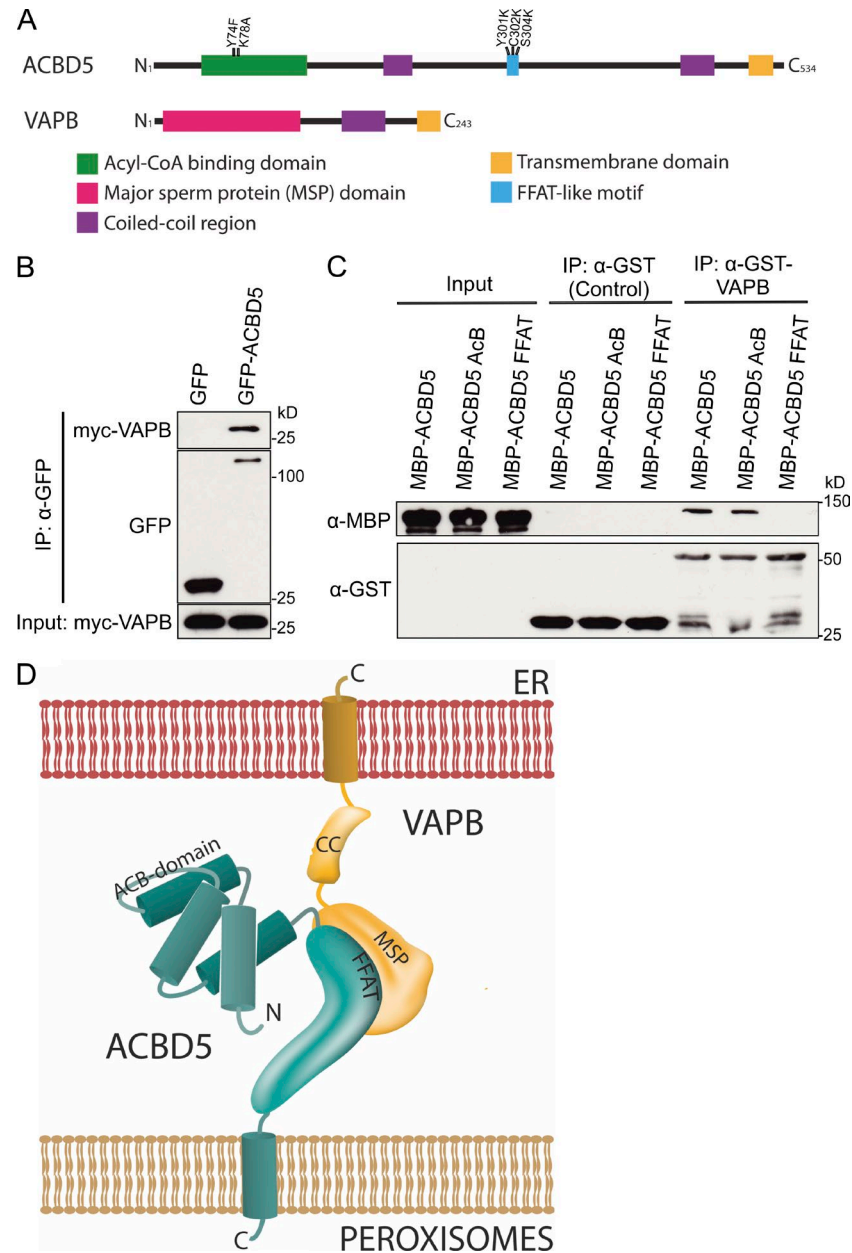 A
Y74F
K78A
Y301K
C302K
S304K
ACBD5
N1
C534
VAPB
N1
C243
Acyl-CoA binding domain
Transmembrane domain
Major sperm protein (MSP) domain
FFAT-like motif
Coiled-coil region
B
GFP
GFP-ACBD5
kD
IP: α-GFP
myc-VAPB
-25
-100
GFP
-25
Input: myc-VAPB
-25
C
Input
IP: α-GST
(Control)
IP: α-GST-
VAPB
MBP-ACBD5
MBP-ACBD5 AcB
MBP-ACBD5 FFAT
MBP-ACBD5
MBP-ACBD5 AcB
MBP-ACBD5 FFAT
MBP-ACBD5
MBP-ACBD5 AcB
MBP-ACBD5 FFAT
kD
-150
α-MBP
-50
α-GST
-25
D
C
ER
VAPB
CC
ACB-domain
MSP
FFAT
N
ACBD5
C
PEROXISOMES